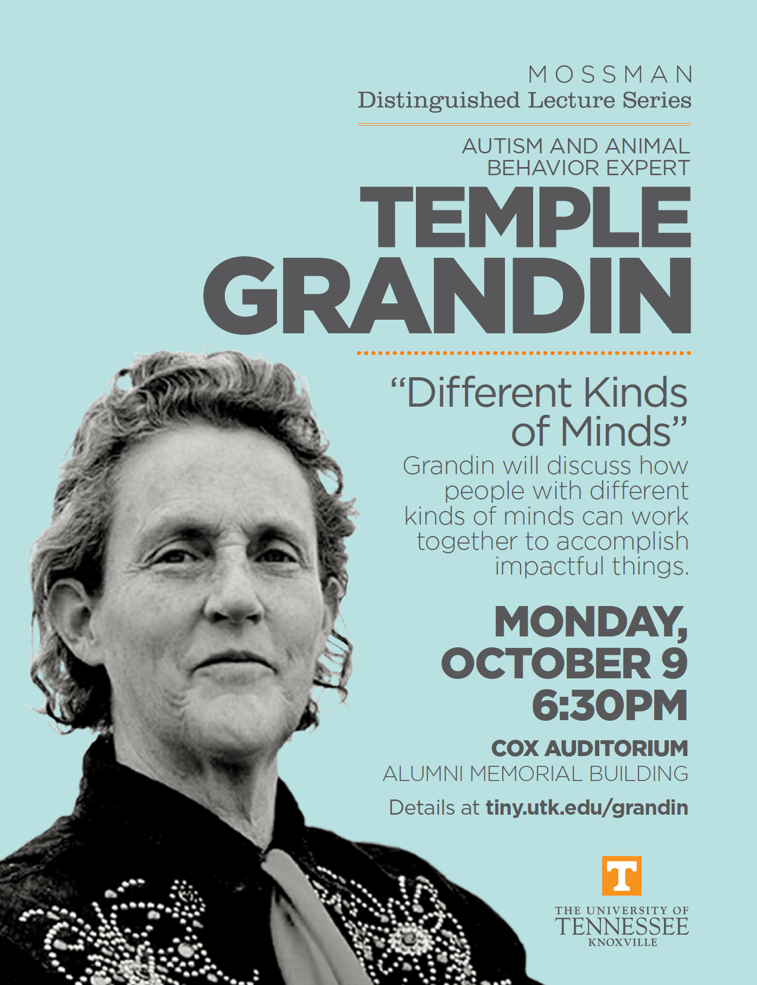 MOSSMAN
Distinguished Lecture Series
AUTISM AND ANIMAL
BEHAVIOR EXPERT
TEMPLE
GRANDIN
“Different Kinds
of Minds”
Grandin will discuss how
people with different
kinds of minds can work
together to accomplish
impactful things.
MONDAY,
OCTOBER 9
6:30PM
COX AUDITORIUM
ALUMNI MEMORIAL BUILDING
Details at tiny.utk.edu/grandin
T
THE UNIVERSITY OF
TENNESSEE
KNOXVILLE